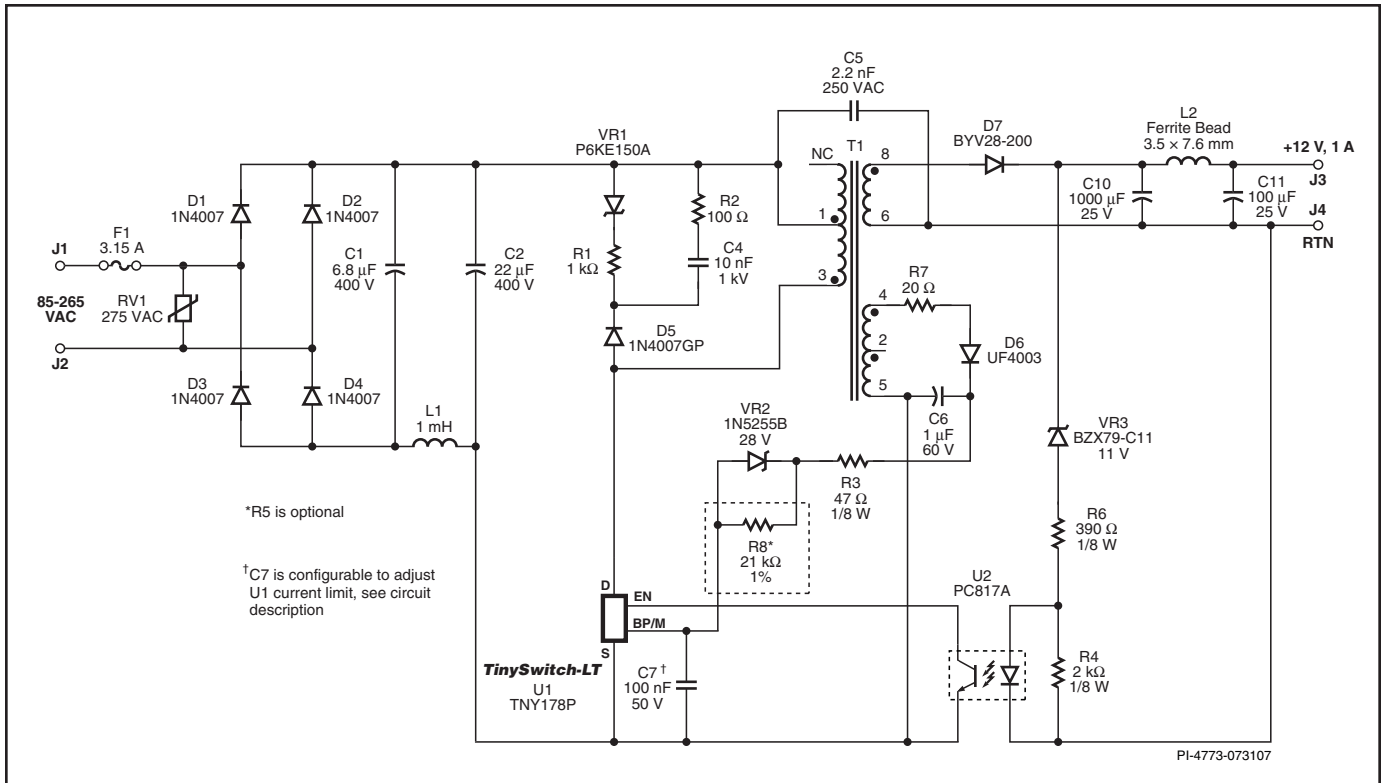 C5
2.2 nF
250 VAC
VR1
P6KE150A
NC
T1
8
D7
BYV28-200
L2
Ferrite Bead
3.5 × 7.6 mm
+12 V, 1 A
J3
D1
1N4007
D2
1N4007
R2
100 Ω
C10
1000 µF
25 V
C11
100 µF
25 V
J4
RTN
F1
3.15 A
J1
C1
6.8 µF
400 V
C2
22 µF
400 V
R1
1 kΩ
C4
10 nF
1 kV
1
6
3
R7
20 Ω
85-265
VAC
RV1
275 VAC
J2
D5
1N4007GP
4
2
5
D6
UF4003
D3
1N4007
D4
1N4007
L1
1 mH
VR2
1N5255B
28 V
C6
1 µF
60 V
VR3
BZX79-C11
11 V
R3
47 Ω
1/8 W
*R5 is optional
R8*
21 kΩ
1%
R6
390 Ω
1/8 W
†C7 is configurable to adjust
U1 current limit, see circuit
description
D
EN
BP/M
S
U2
PC817A
TinySwitch-LT
U1
TNY178P
C7 †
100 nF
50 V
R4
2 kΩ
1/8 W
PI-4773-073107